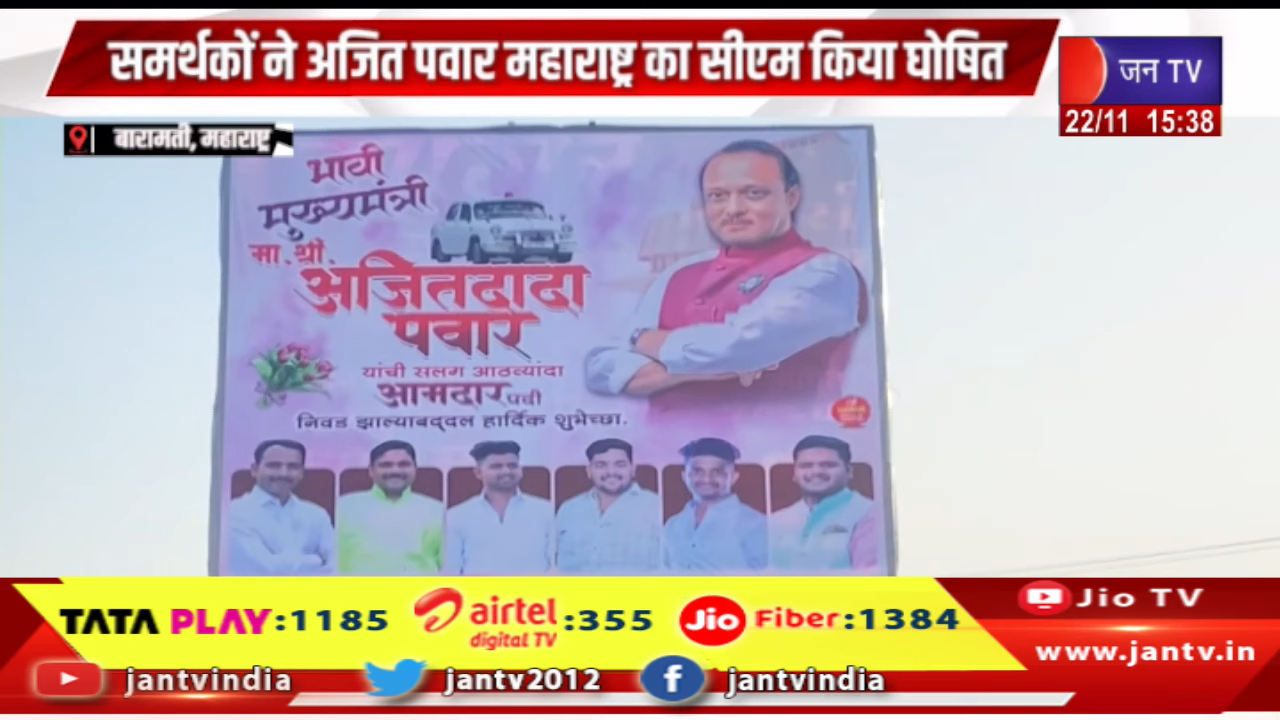 समर्थकों ने अजित पवार महाराष्ट्र का सीएम किया घोषित
जन TV
22/11 15:38
बारामती, महाराष्ट्र
भावी
मुख्यमंत्री
मा. श्री.
अजितदादा
पवार
यांची सलग आठव्यांदा
आमदार पदी
निवड झाल्याबद्दल हार्दिक शुभेच्छा.
TATA PLAY:1185
airtel digital TV :355
Jio Fiber:1384
Jio TV
www.jantv.in
jantvindia
jantv2012
jantvindia